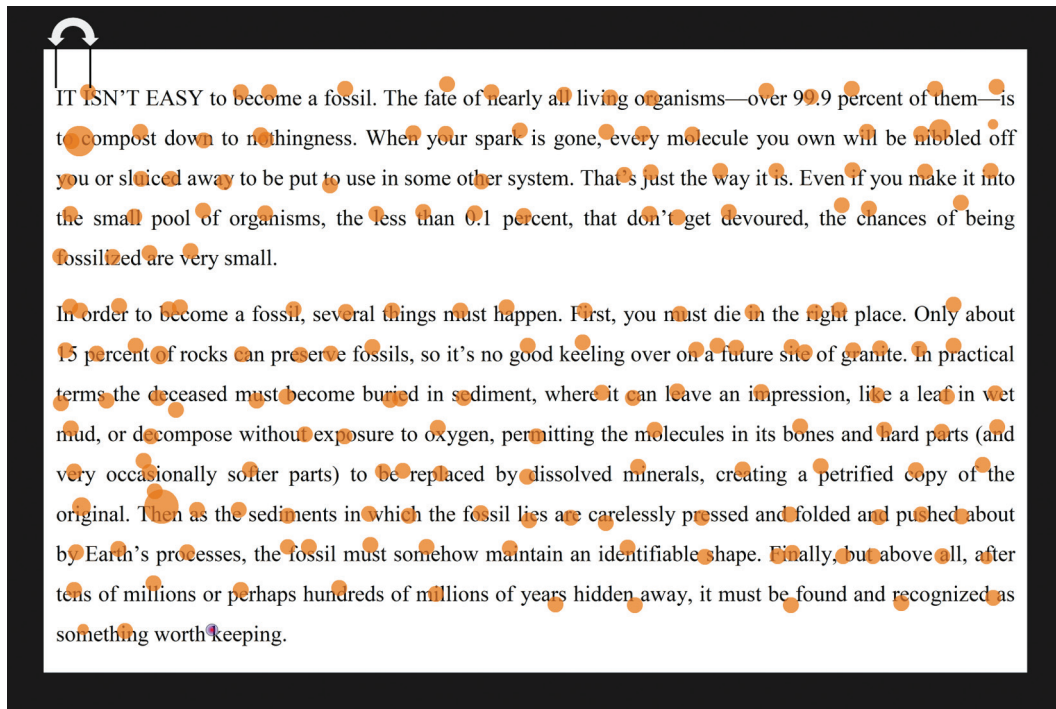 IT ISN'T EASY to become a fossil. The fate of nearly all living organisms—over 99.9 percent of them—is
to compost down to nothingness. When your spark is gone, every molecule you own will be nibbled off
you or sluiced away to be put to use in some other system. That's just the way it is. Even if you make it into
the small pool of organisms, the less than 0.1 percent, that don't get devoured, the chances of being
fossilized are very small.
In order to become a fossil, several things must happen. First, you must die in the right place. Only about
15 percent of rocks can preserve fossils, so it's no good keeling over on a future site of granite. In practical
terms the deceased must become buried in sediment, where it can leave an impression, like a leaf in wet
mud, or decompose without exposure to oxygen, permitting the molecules in its bones and hard parts (and
very occasionally softer parts) to be replaced by dissolved minerals, creating a petrified copy of the
original. Then as the sediments in which the fossil lies are carelessly pressed and folded and pushed about
by Earth's processes, the fossil must somehow maintain an identifiable shape. Finally, but above all, after
tens of millions or perhaps hundreds of millions of years hidden away, it must be found and recognized as
something worth keeping.